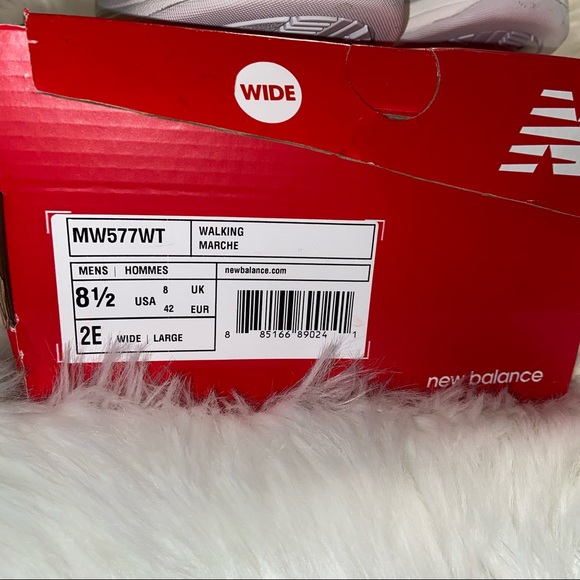 WIDE
N
MW577WT
WALKING
MARCHE
MENS | HOMMES
newbalance.com
8½ USA 8 UK
42 EUR
2E WIDE | LARGE
8 85166 89024 1
new balance